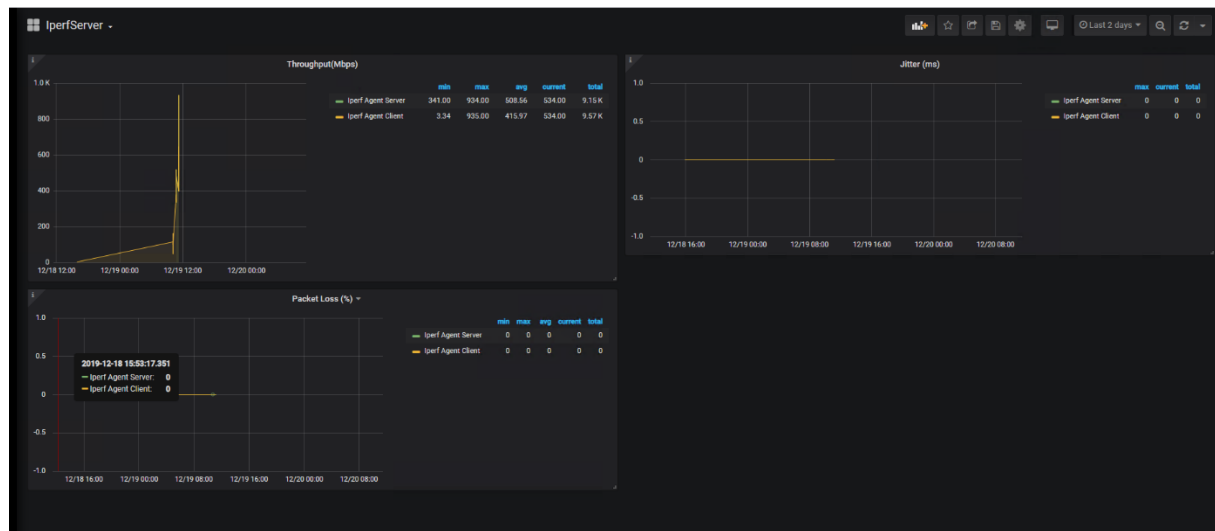 IperfServer
Last 2 days
Throughput(Mbps)
min max avg current total
Iperf Agent Server 341.00 934.00 508.56 534.00 9.15 K
Iperf Agent Client 3.34 935.00 415.97 534.00 9.57 K
1.0 K
800
600
400
200
0
12/18 12:00 12/19 00:00 12/19 12:00 12/20 00:00
Jitter (ms)
max current total
Iperf Agent Server 0 0 0
Iperf Agent Client 0 0 0
1.0
0.5
0
-0.5
-1.0
12/18 16:00 12/19 00:00 12/19 08:00 12/19 16:00 12/20 00:00 12/20 08:00
Packet Loss (%)
min max avg current total
Iperf Agent Server 0 0 0 0 0
Iperf Agent Client 0 0 0 0 0
1.0
0.5
0
-0.5
-1.0
2019-12-18 15:53:17.351
Iperf Agent Server: 0
Iperf Agent Client: 0
12/18 16:00 12/19 00:00 12/19 08:00 12/19 16:00 12/20 00:00 12/20 08:00